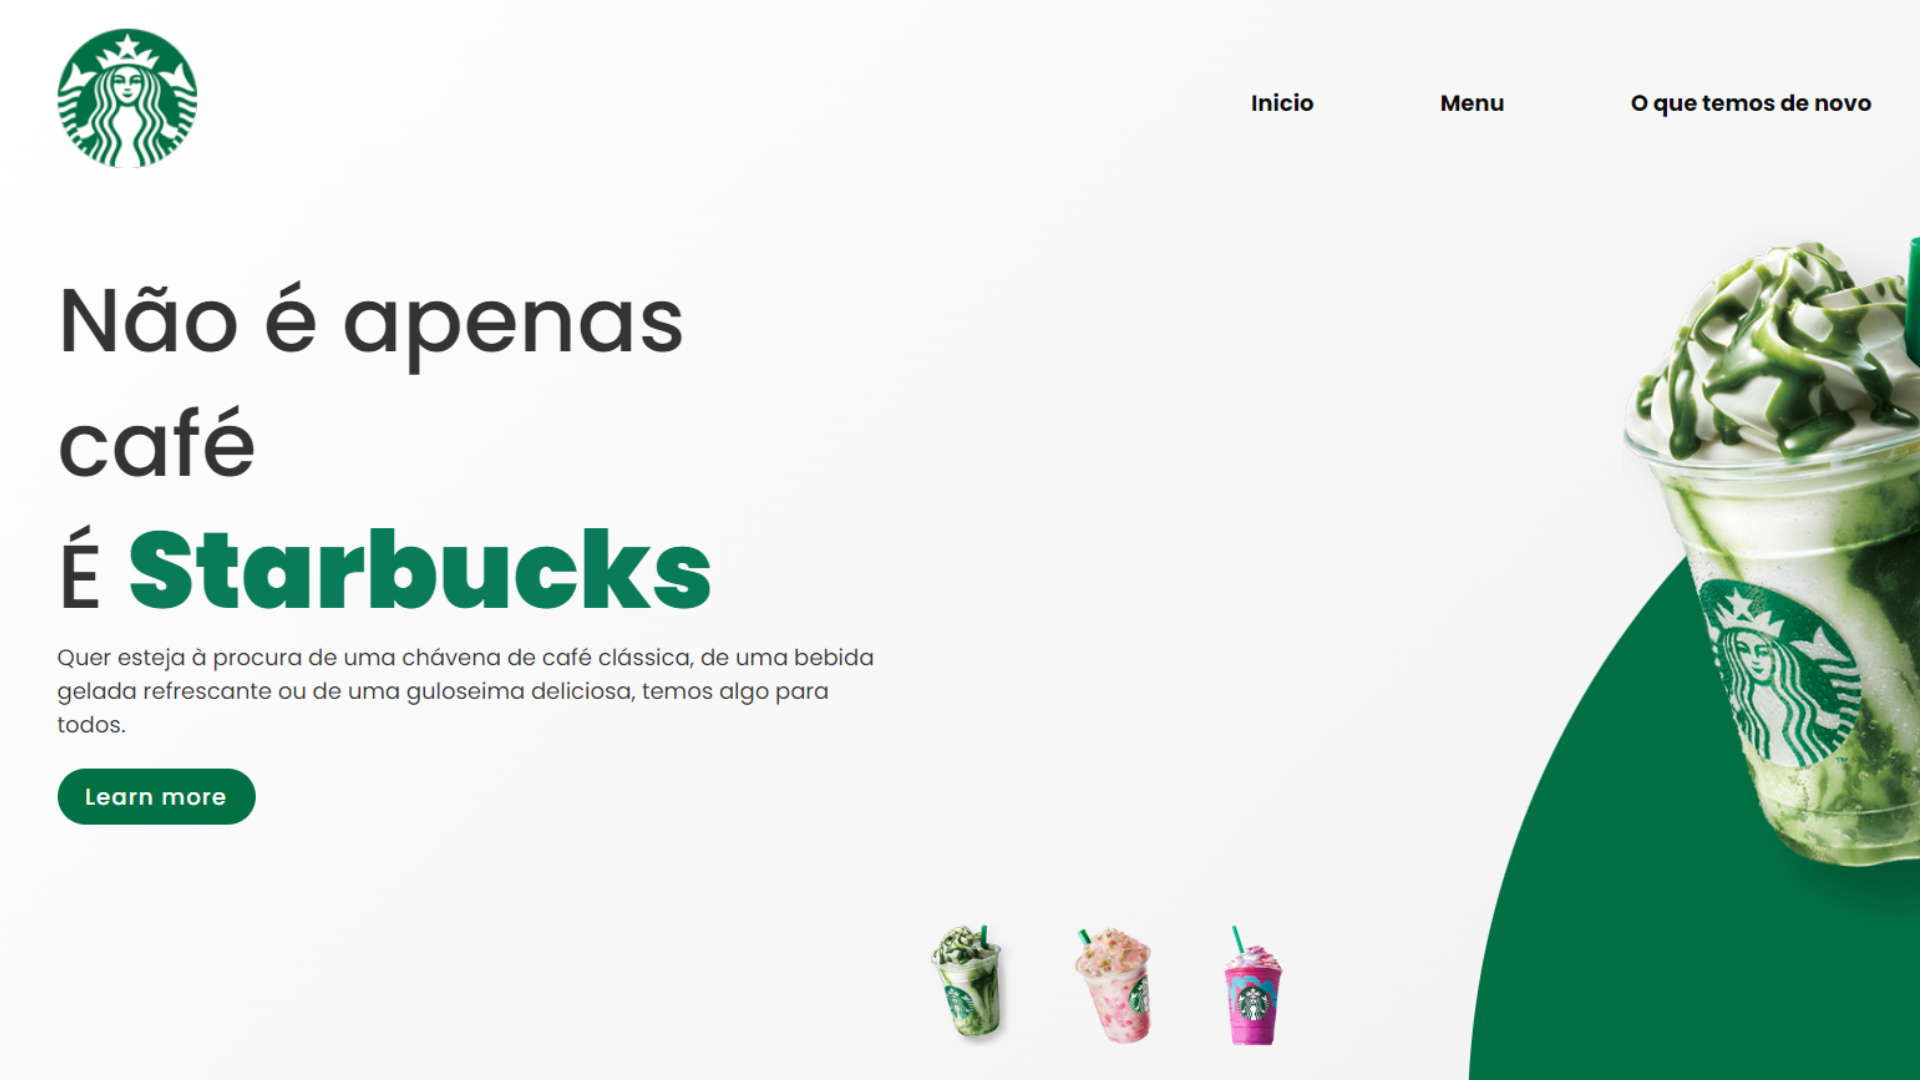 Inicio
Menu
O que temos de novo
Não é apenas
café
É Starbucks
Quer esteja à procura de uma chávena de café clássica, de uma bebida
gelada refrescante ou de uma guloseima deliciosa, temos algo para
todos.
Learn more
TM